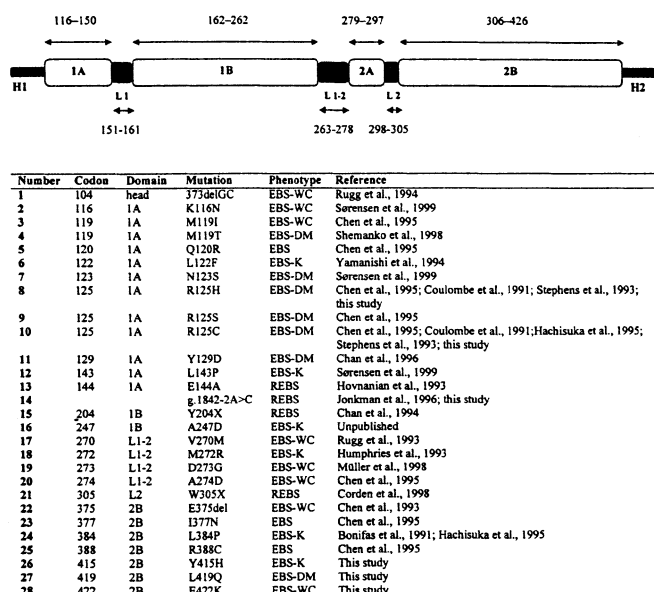 116–150 162–262 279–297 306–426
1A 1B 2A 2B
H1 L 1 L 1-2 L 2 H2
151-161 263-278 298-305
Number Codon Domain Mutation Phenotype Reference
1 104 head 373delGC EBS-WC Rugg et al., 1994
2 116 1A K116N EBS-WC Sørensen et al., 1999
3 119 1A M119I EBS-WC Chen et al., 1995
4 119 1A M119T EBS-DM Shemanko et al., 1998
5 120 1A Q120R EBS Chen et al., 1995
6 122 1A L122F EBS-K Yamanishi et al., 1994
7 123 1A N123S EBS-DM Sørensen et al., 1999
8 125 1A R125H EBS-DM Chen et al., 1995; Coulombe et al., 1991; Stephens et al., 1993;
this study
9 125 1A R125S EBS-DM Chen et al., 1995
10 125 1A R125C EBS-DM Chen et al., 1995; Coulombe et al., 1991;Hachisuka et al., 1995;
Stephens et al., 1993; this study
11 129 1A Y129D EBS-DM Chan et al., 1996
12 143 1A L143P EBS-K Sørensen et al., 1999
13 144 1A E144A REBS Hovnanian et al., 1993
14 g.1842-2A>C REBS Jonkman et al., 1996; this study
15 204 1B Y204X REBS Chan et al., 1994
16 247 1B A247D EBS-K Unpublished
17 270 L1-2 V270M EBS-WC Rugg et al., 1993
18 272 L1-2 M272R EBS-K Humphries et al., 1993
19 273 L1-2 D273G EBS-WC Müller et al., 1998
20 274 L1-2 A274D EBS-WC Chen et al., 1995
21 305 L2 W305X REBS Corden et al., 1998
22 375 2B E375del EBS-WC Chen et al., 1993
23 377 2B I377N EBS Chen et al., 1995
24 384 2B L384P EBS-K Bonifas et al., 1991; Hachisuka et al., 1995
25 388 2B R388C EBS Chen et al., 1995
26 415 2B Y415H EBS-K This study
27 419 2B L419Q EBS-DM This study
28 422 2B E422K EBS-WC This study